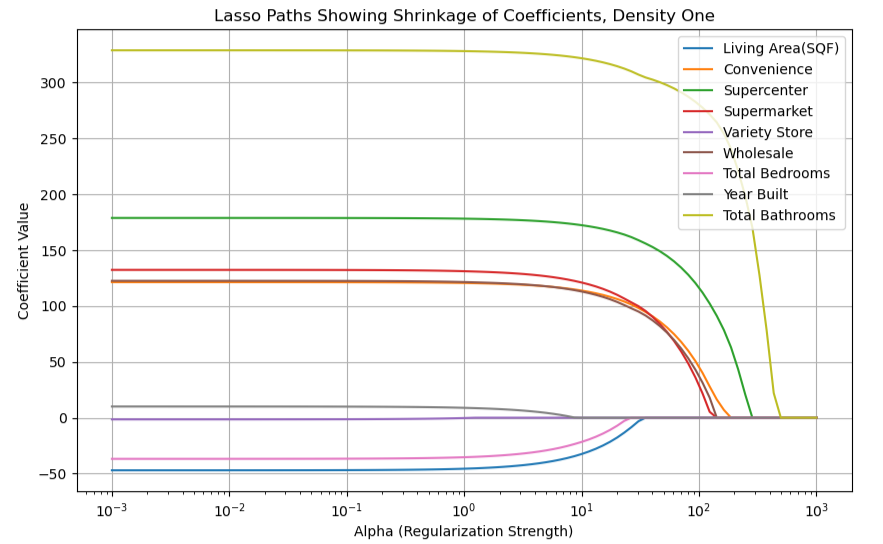 Lasso Paths Showing Shrinkage of Coefficients, Density One
Coefficient Value
300
250
200
150
100
50
0
−50
Living Area(SQF)
Convenience
Supercenter
Supermarket
Variety Store
Wholesale
Total Bedrooms
Year Built
Total Bathrooms
10⁻³ 10⁻² 10⁻¹ 10⁰ 10¹ 10² 10³
Alpha (Regularization Strength)